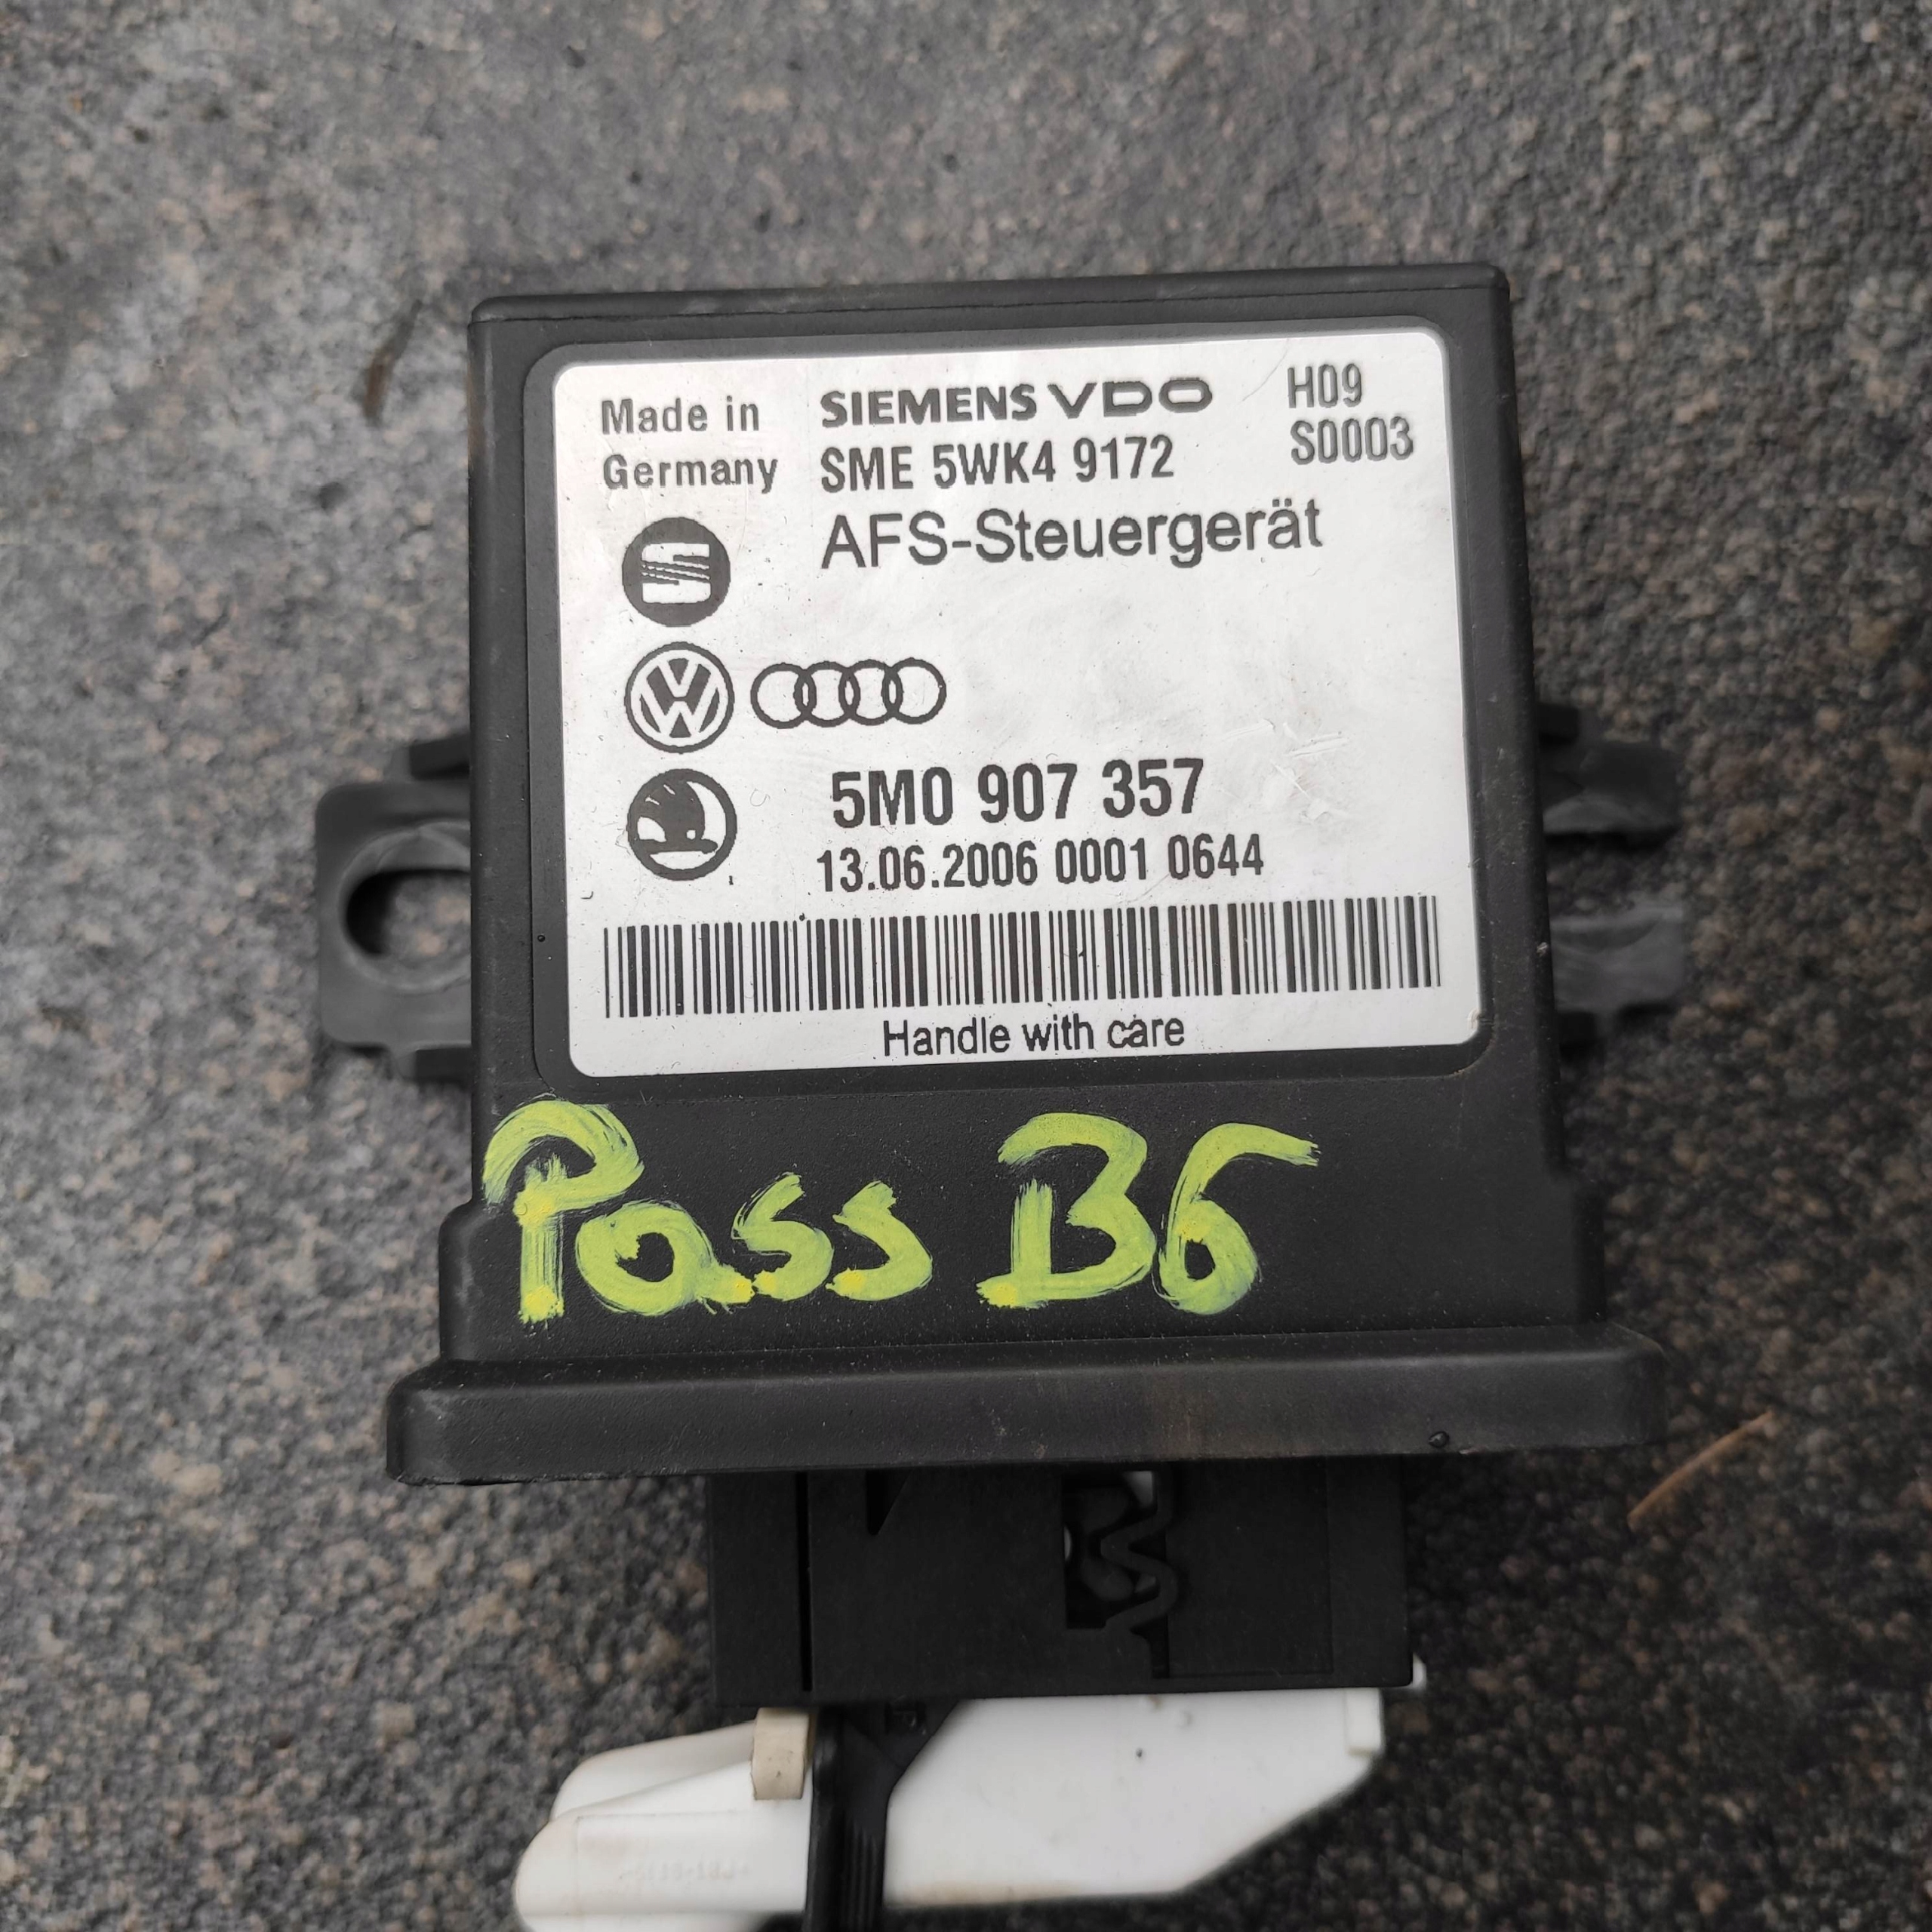 Made in
Germany
SIEMENS VDO
SME 5WK4 9172
H09
S0003
AFS-Steuergerät
5M0 907 357
13.06.2006 0001 0644
Handle with care
Pass B6